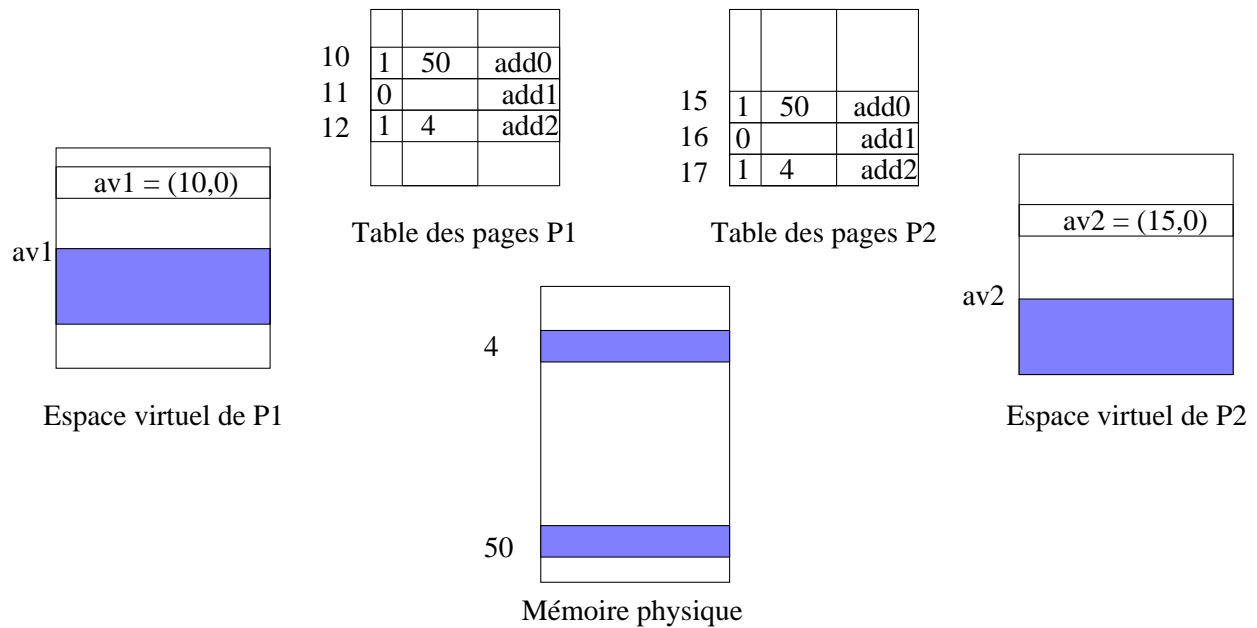 10 1 50 add0
11 0 add1
12 1 4 add2
Table des pages P1
15 1 50 add0
16 0 add1
17 1 4 add2
Table des pages P2
av1 = (10,0)
av1
Espace virtuel de P1
av2 = (15,0)
av2
Espace virtuel de P2
4
50
Mémoire physique